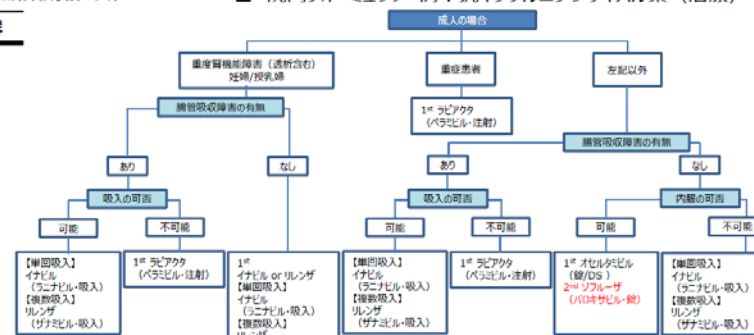 成人の場合
重度腎機能障害（透析含む）
妊婦/授乳婦
重症患者
左記以外
腸管吸収障害の有無
1st ラピアクタ
（ペラミビル・注射）
腸管吸収障害の有無
あり
なし
あり
なし
吸入の可否
吸入の可否
内服の可否
可能
不可能
可能
不可能
可能
不可能
【単回吸入】
イナビル
（ラニナビル・吸入）
【複数吸入】
リレンザ
（ザナミビル・吸入）
1st ラピアクタ
（ペラミビル・注射）
1st
イナビル or リレンザ
【単回吸入】
イナビル
（ラニナビル・吸入）
【複数吸入】
リレンザ
【単回吸入】
イナビル
（ラニナビル・吸入）
【複数吸入】
リレンザ
（ザナミビル・吸入）
1st ラピアクタ
（ペラミビル・注射）
1st オセルタミビル
（錠/DS ）
2nd ゾフルーザ
（バロキサビル・錠）
【単回吸入】
イナビル
（ラニナビル・吸入）
【複数吸入】
リレンザ
（ザナミビル・吸入）